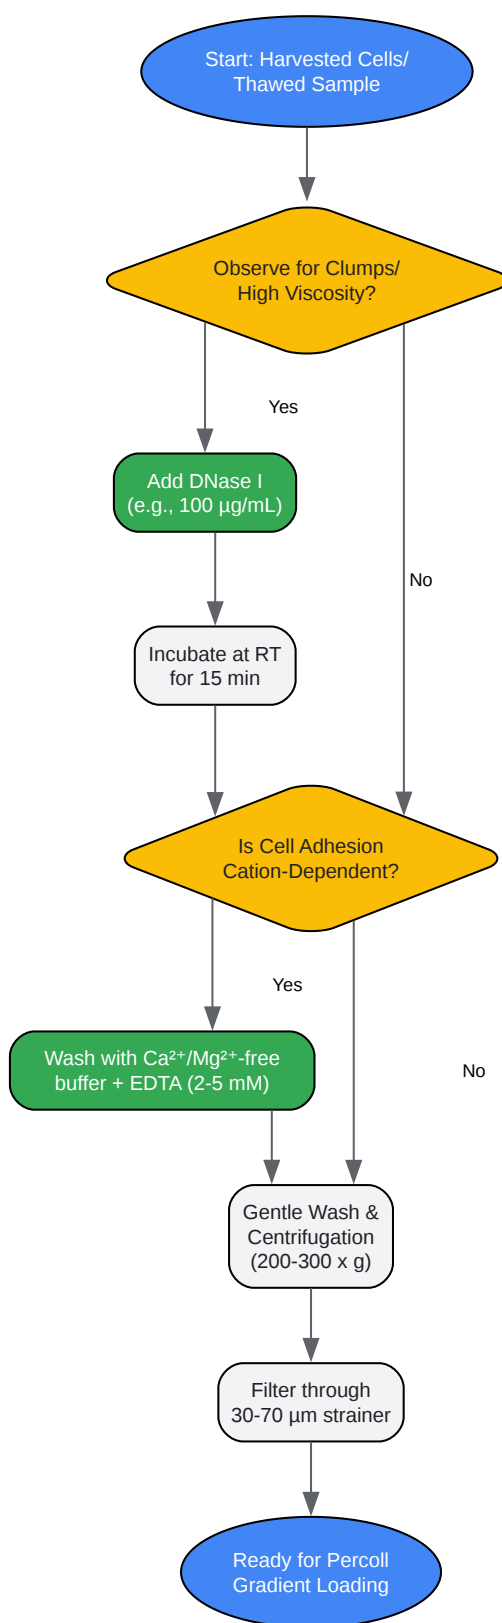 Start: Harvested Cells/
Thawed Sample
Observe for Clumps/
High Viscosity?
Yes
Add DNase I
(e.g., 100 µg/mL)
No
Incubate at RT
for 15 min
Is Cell Adhesion
Cation-Dependent?
Yes
Wash with Ca²⁺/Mg²⁺-free
buffer + EDTA (2-5 mM)
No
Gentle Wash &
Centrifugation
(200-300 x g)
Filter through
30-70 µm strainer
Ready for Percoll
Gradient Loading